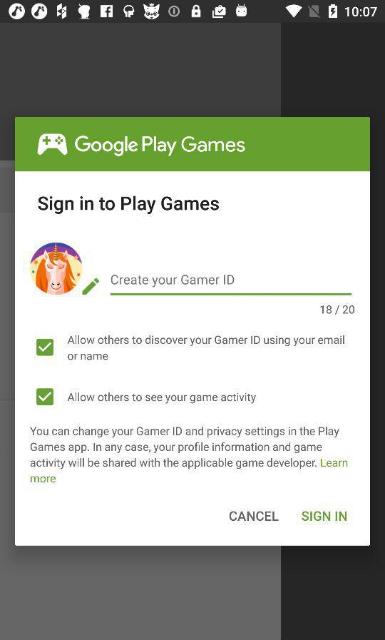 10:07
Google Play Games
Sign in to Play Games
Create your Gamer ID
18 / 20
Allow others to discover your Gamer ID using your email
or name
Allow others to see your game activity
You can change your Gamer ID and privacy settings in the Play
Games app. In any case, your profile information and game
activity will be shared with the applicable game developer. Learn
more
CANCEL SIGN IN